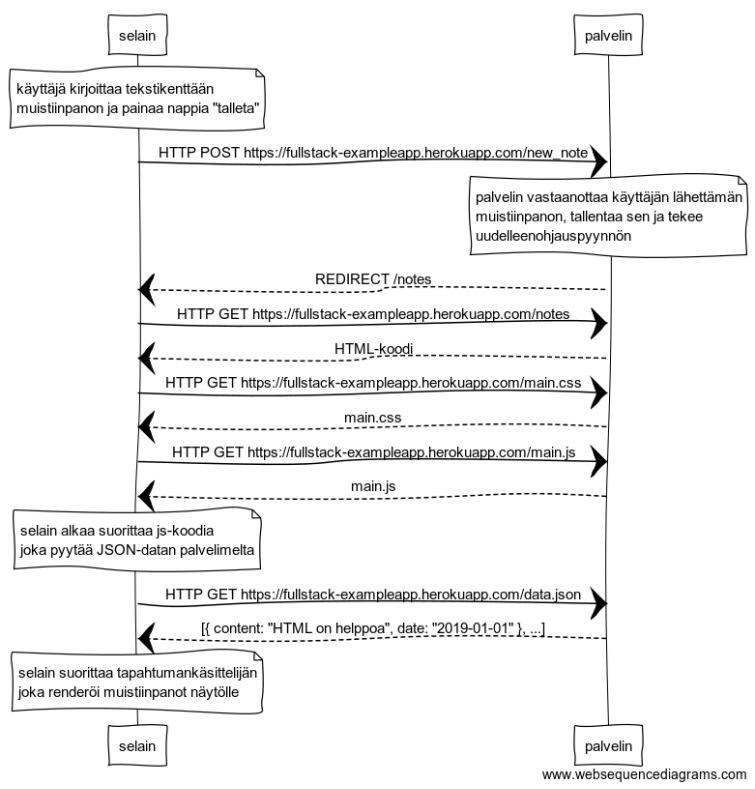 selain
palvelin
käyttäjä kirjoittaa tekstikenttään
muistiinpanon ja painaa nappia "talleta"
HTTP POST https://fullstack-exampleapp.herokuapp.com/new_note
palvelin vastaanottaa käyttäjän lähettämän
muistiinpanon, tallentaa sen ja tekee
uudelleenohjauspyynnön
REDIRECT /notes
HTTP GET https://fullstack-exampleapp.herokuapp.com/notes
HTML-koodi
HTTP GET https://fullstack-exampleapp.herokuapp.com/main.css
main.css
HTTP GET https://fullstack-exampleapp.herokuapp.com/main.js
main.js
selain alkaa suorittaa js-koodia
joka pyytää JSON-datan palvelimelta
HTTP GET https://fullstack-exampleapp.herokuapp.com/data.json
[{ content: "HTML on helppoa", date: "2019-01-01" }, ...]
selain suorittaa tapahtumankäsittelijän
joka renderöi muistiinpanot näytölle
selain
palvelin
www.websequencediagrams.com